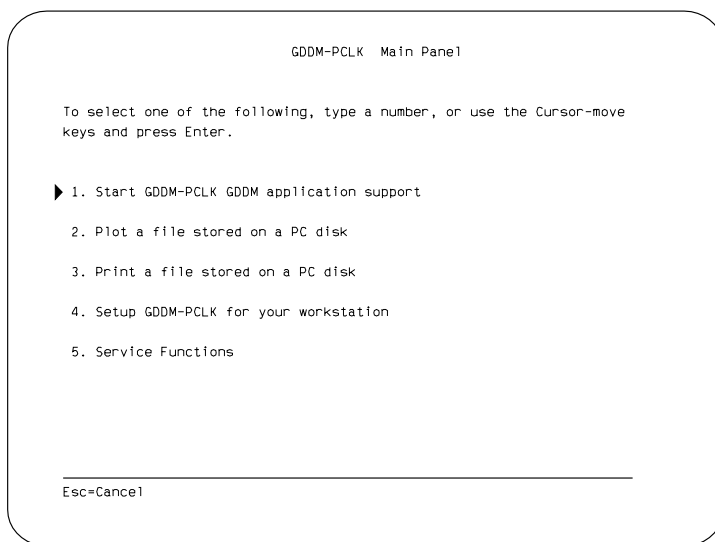 GDDM-PCLK Main Panel
To select one of the following, type a number, or use the Cursor-move
keys and press Enter.
1. Start GDDM-PCLK GDDM application support
2. Plot a file stored on a PC disk
3. Print a file stored on a PC disk
4. Setup GDDM-PCLK for your workstation
5. Service Functions
Esc=Cancel